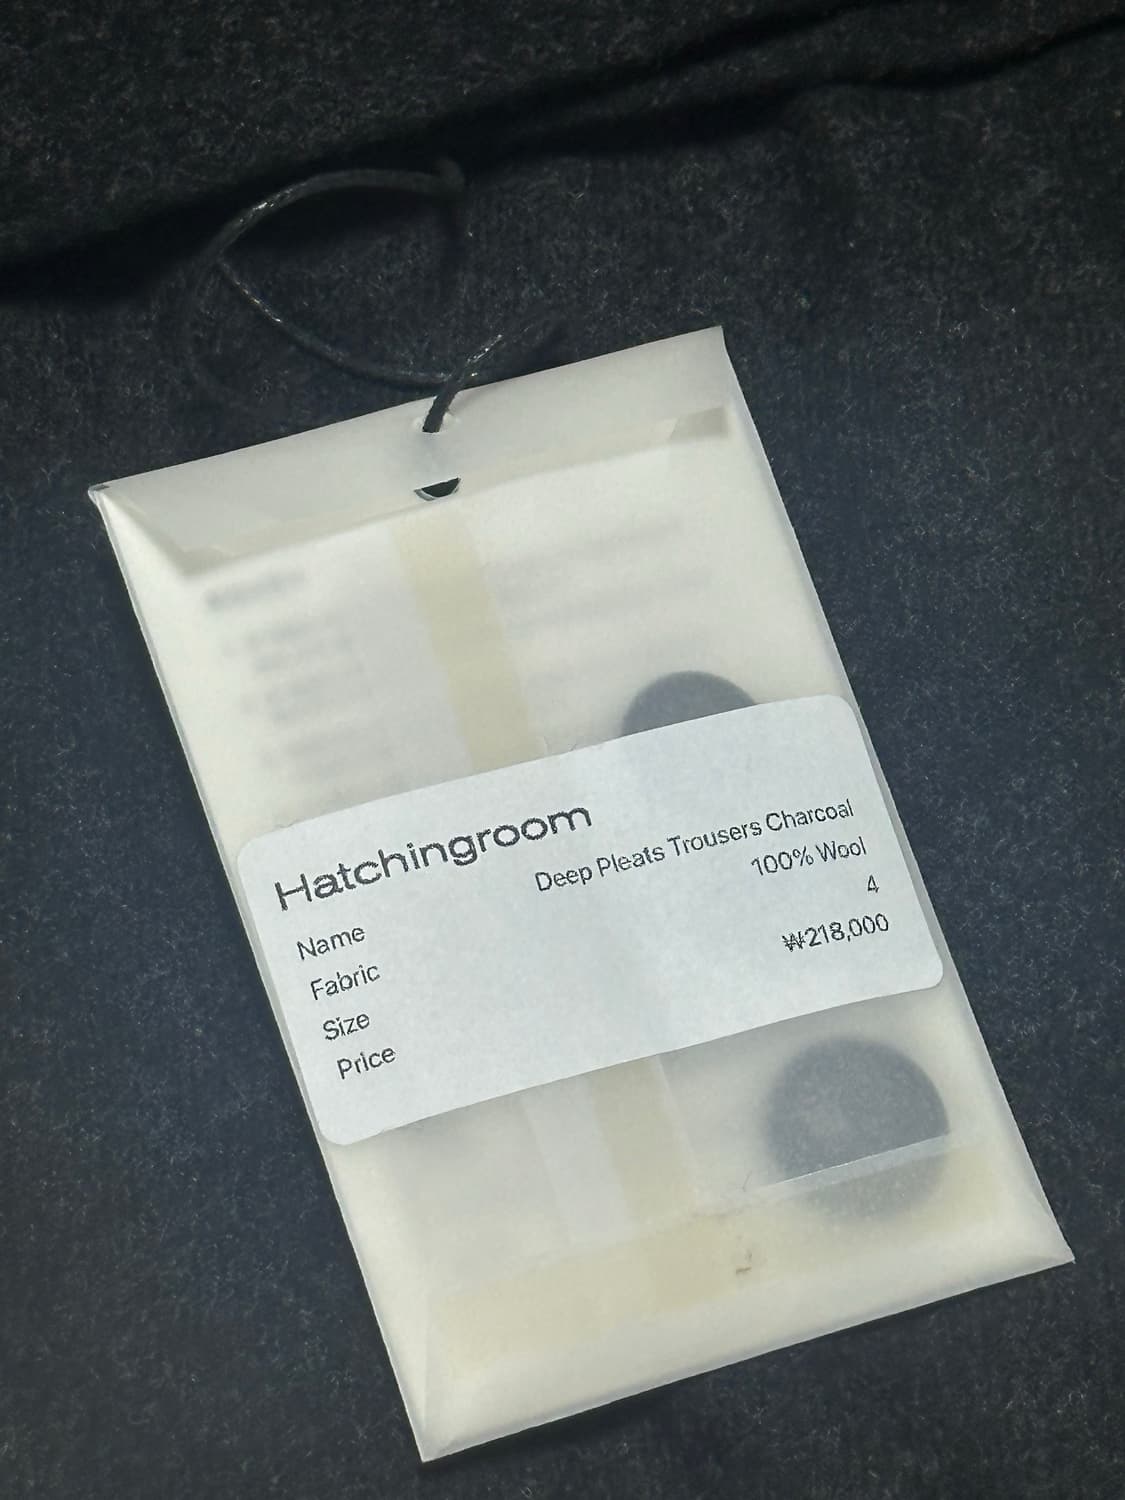 Hatchingroom
Name Deep Pleats Trousers Charcoal
Fabric 100% Wool
Size 4
Price ₩218,000